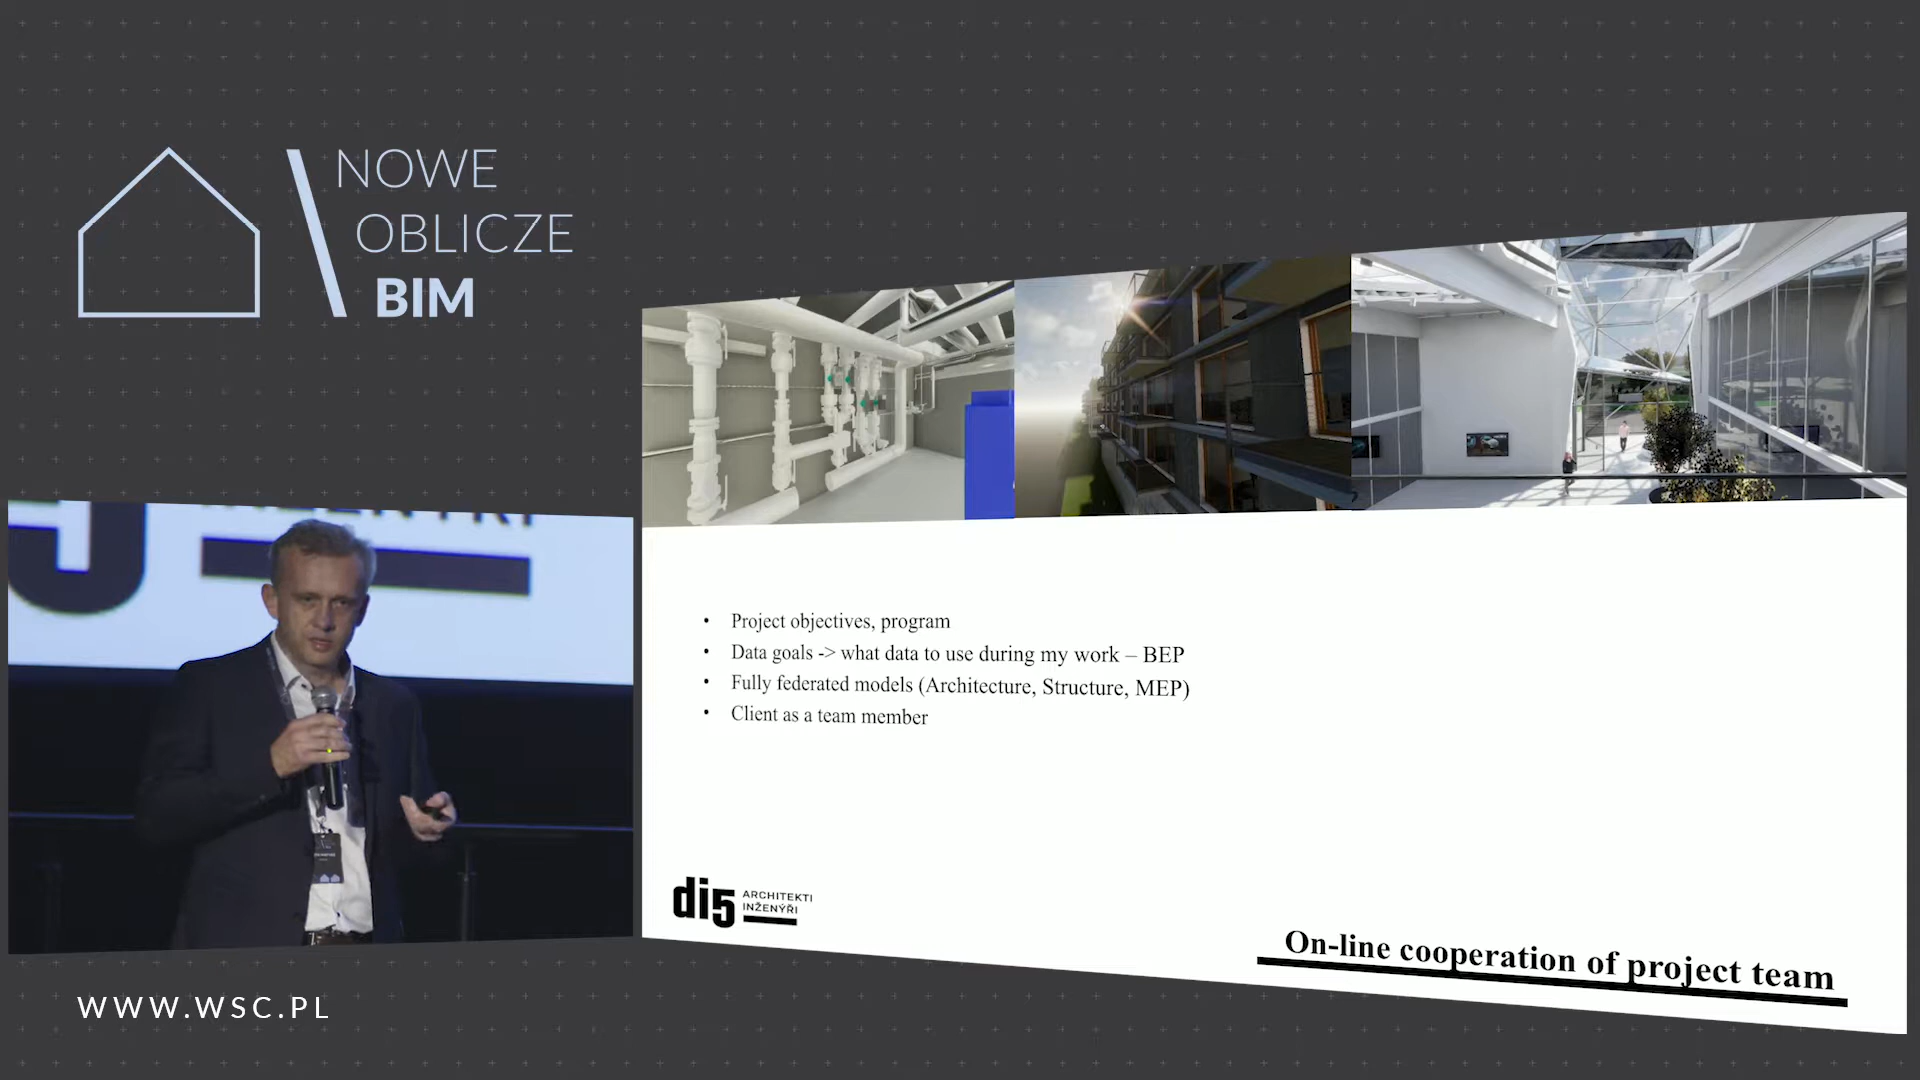 NOWE
OBLICZE
BIM
• Project objectives, program
• Data goals -> what data to use during my work – BEP
• Fully federated models (Architecture, Structure, MEP)
• Client as a team member
di5 ARCHITEKTI
INŽENÝŘI
On-line cooperation of project team
WWW.WSC.PL